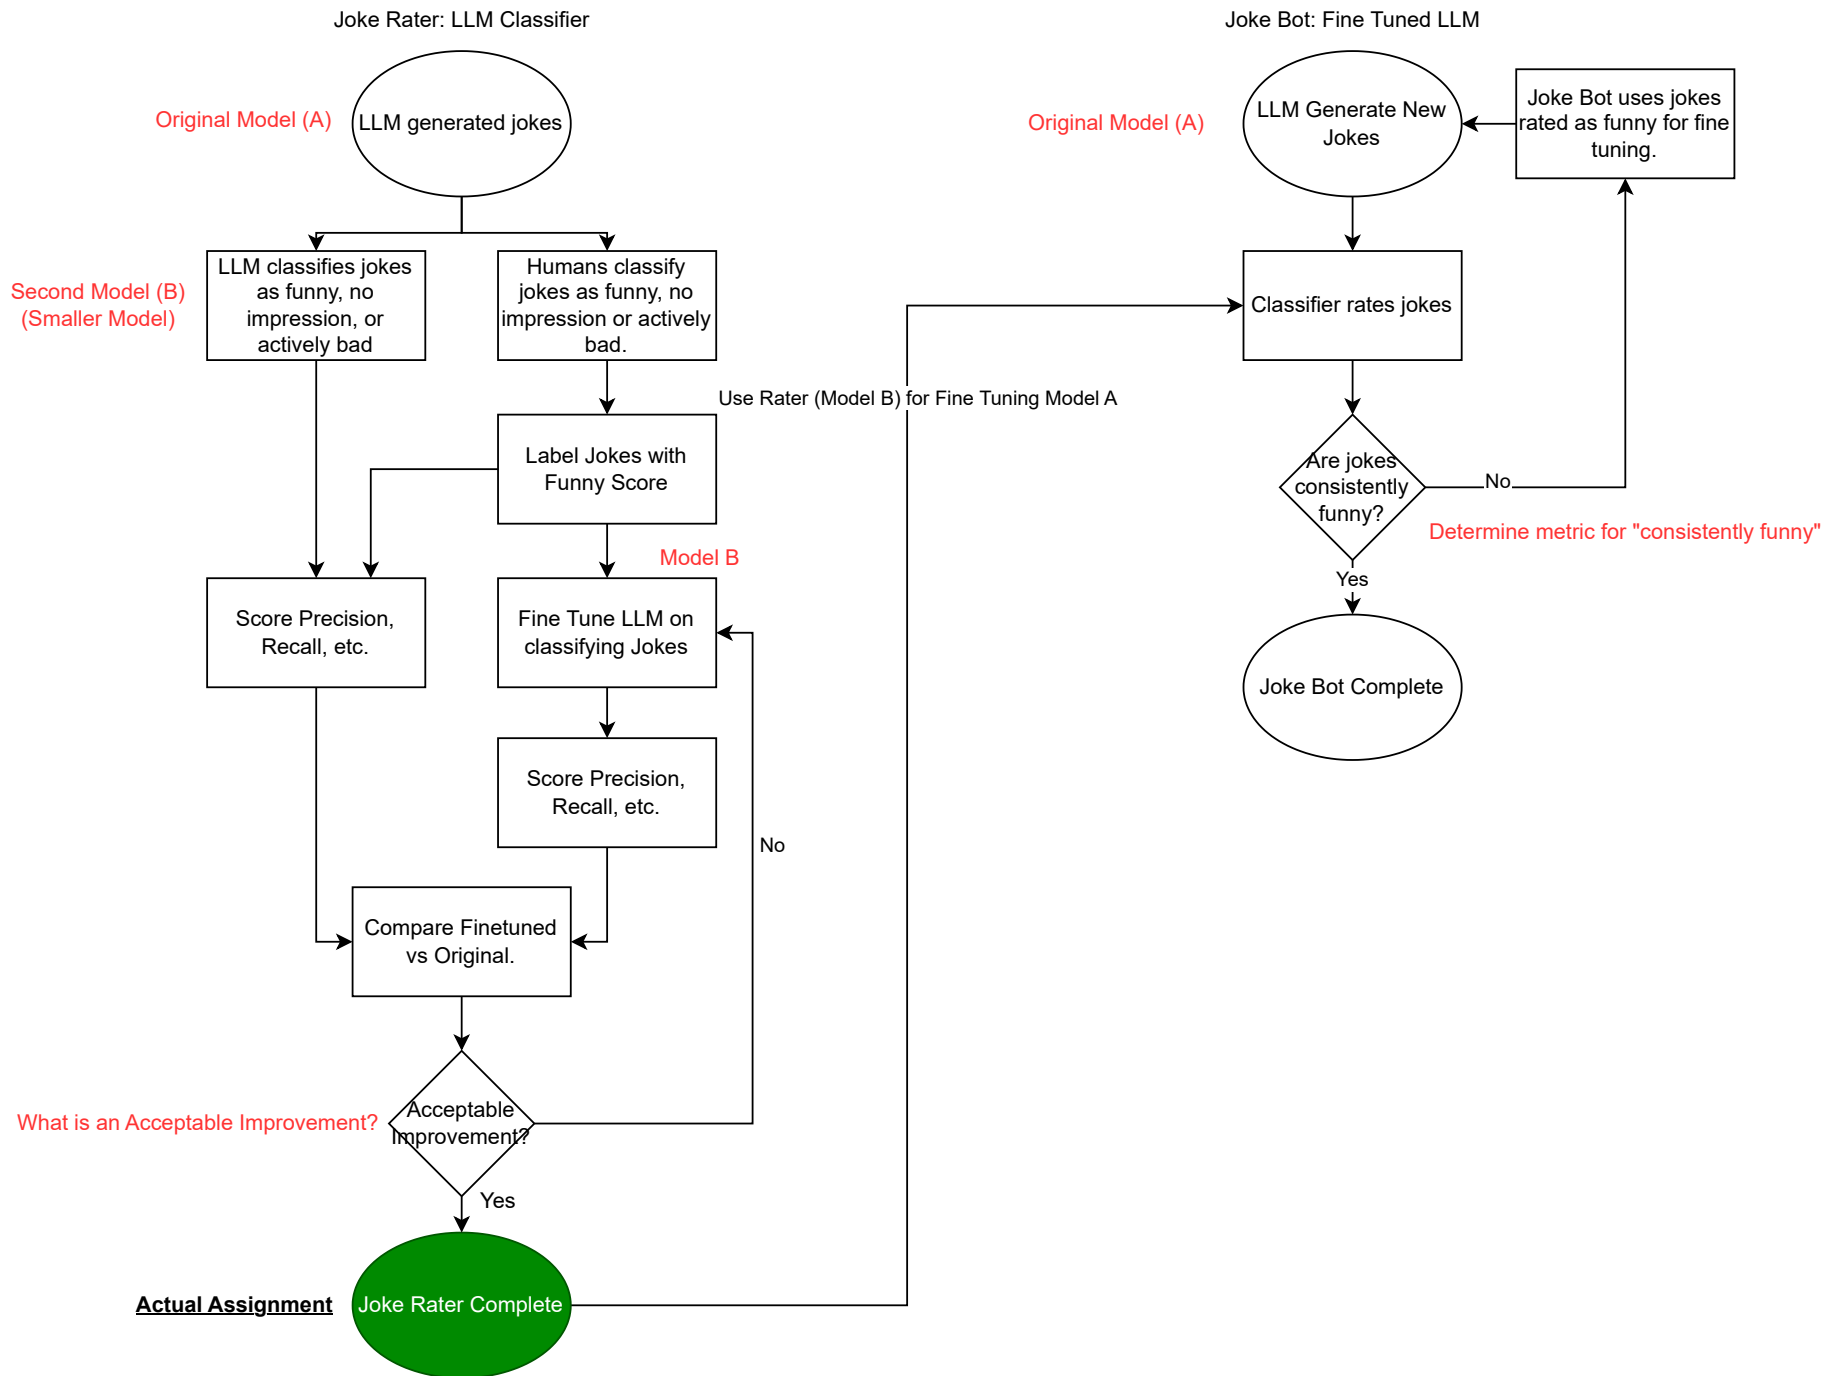 Joke Rater: LLM Classifier
Original Model (A)
LLM generated jokes
Second Model (B)
(Smaller Model)
LLM classifies jokes
as funny, no
impression, or
actively bad
Humans classify
jokes as funny, no
impression or actively
bad.
Label Jokes with
Funny Score
Model B
Score Precision,
Recall, etc.
Fine Tune LLM on
classifying Jokes
Score Precision,
Recall, etc.
No
Compare Finetuned
vs Original.
What is an Acceptable Improvement?
Acceptable
Improvement?
Yes
Actual Assignment
Joke Rater Complete
Use Rater (Model B) for Fine Tuning Model A
Joke Bot: Fine Tuned LLM
Original Model (A)
LLM Generate New
Jokes
Joke Bot uses jokes
rated as funny for fine
tuning.
Classifier rates jokes
Are jokes
consistently
funny?
No
Determine metric for "consistently funny"
Yes
Joke Bot Complete